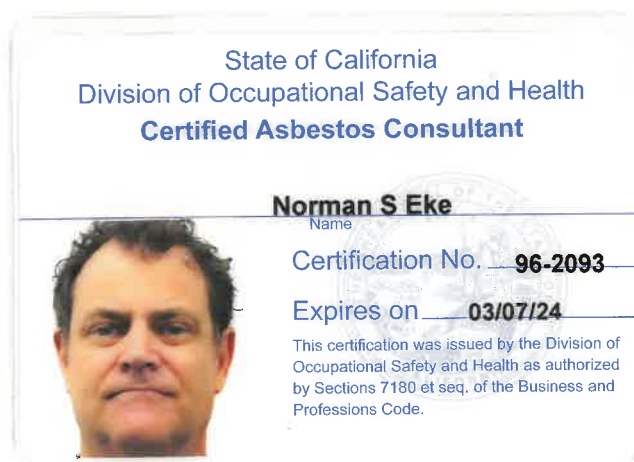 State of California
Division of Occupational Safety and Health
Certified Asbestos Consultant
Norman S Eke
Name
Certification No. 96-2093
Expires on 03/07/24
This certification was issued by the Division of
Occupational Safety and Health as authorized
by Sections 7180 et seq. of the Business and
Professions Code.